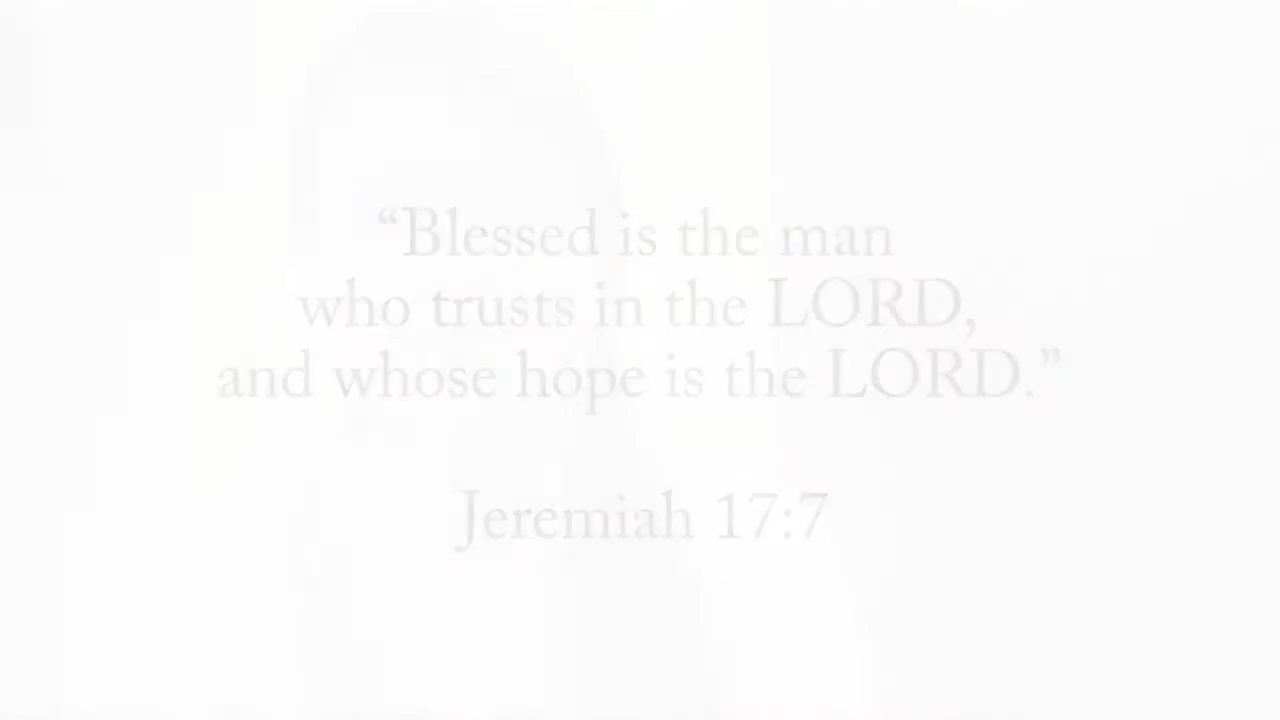 “Blessed is the man
who trusts in the LORD,
and whose hope is the LORD.”
Jeremiah 17:7